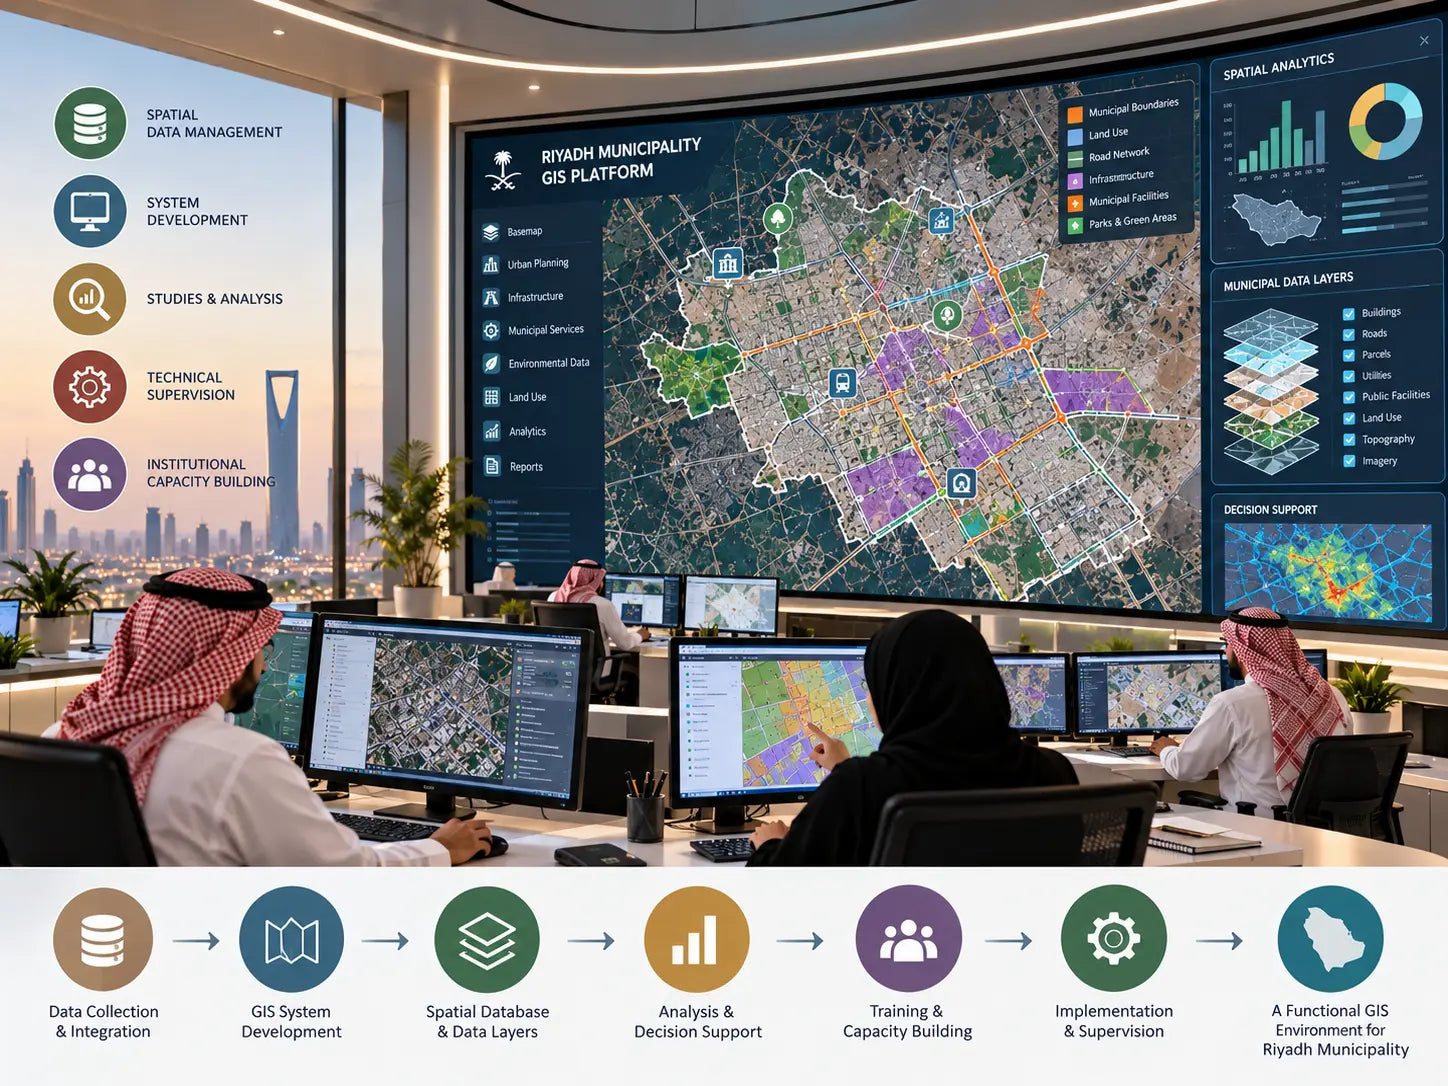 SPATIAL
DATA MANAGEMENT
SYSTEM
DEVELOPMENT
STUDIES & ANALYSIS
TECHNICAL
SUPERVISION
INSTITUTIONAL
CAPACITY BUILDING
RIYADH MUNICIPALITY
GIS PLATFORM
Basemap
Urban Planning
Infrastructure
Municipal Services
Environmental Data
Land Use
Analytics
Reports
Municipal Boundaries
Land Use
Road Network
Infrastructure
Municipal Facilities
Parks & Green Areas
SPATIAL ANALYTICS
MUNICIPAL DATA LAYERS
Buildings
Roads
Parcels
Utilities
Public Facilities
Land Use
Topography
Imagery
DECISION SUPPORT
Data Collection
& Integration
GIS System
Development
Spatial Database
& Data Layers
Analysis &
Decision Support
Training &
Capacity Building
Implementation
& Supervision
A Functional GIS
Environment for
Riyadh Municipality